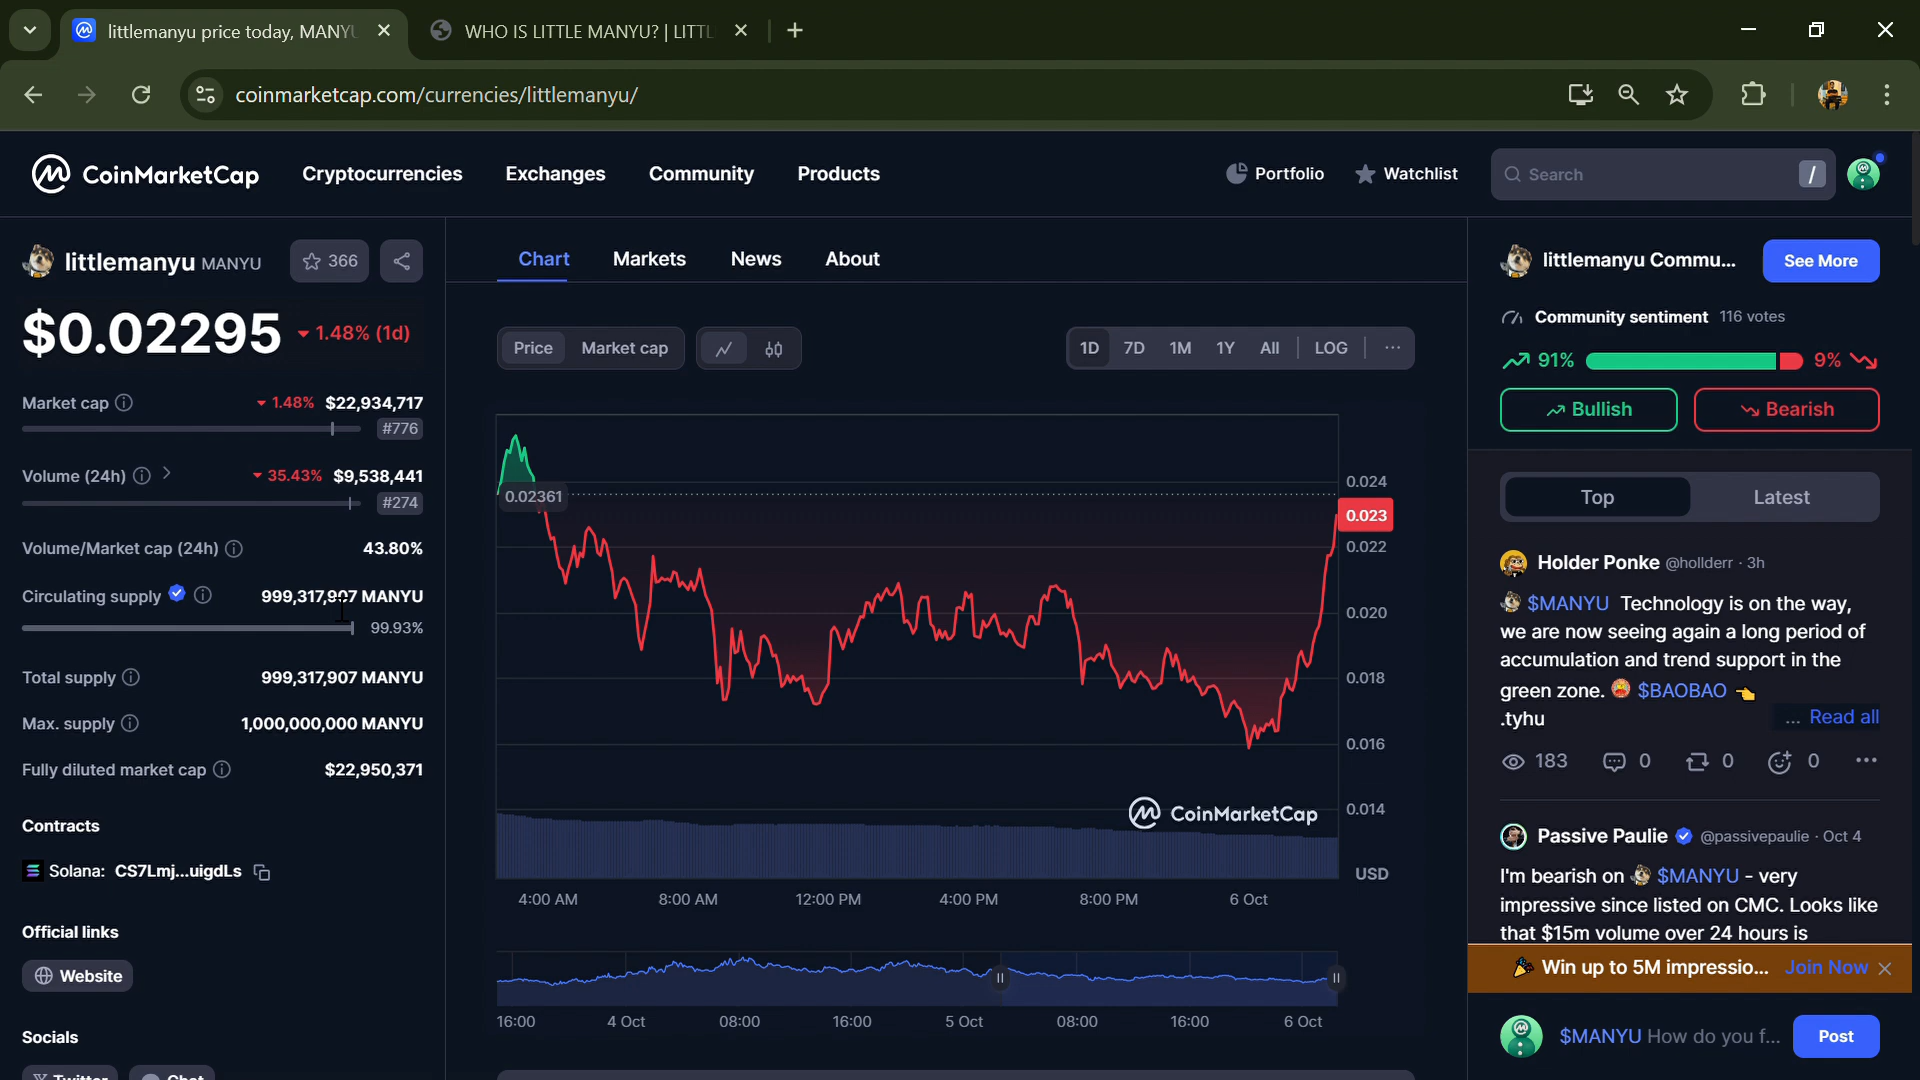 littlemanyu price today, MANYU
WHO IS LITTLE MANYU? | LITTL
coinmarketcap.com/currencies/littlemanyu/
CoinMarketCap
Cryptocurrencies
Exchanges
Community
Products
Portfolio
Watchlist
Search
/
littlemanyu MANYU
366
$0.02295
1.48% (1d)
Market cap
1.48% $22,934,717
#776
Volume (24h)
35.43% $9,538,441
#274
Volume/Market cap (24h)
43.80%
Circulating supply
999,317,907 MANYU
99.93%
Total supply
999,317,907 MANYU
Max. supply
1,000,000,000 MANYU
Fully diluted market cap
$22,950,371
Contracts
Solana: CS7Lmj...uigdLs
Official links
Website
Socials
Twitter
Chat
Chart
Markets
News
About
Price
Market cap
1D
7D
1M
1Y
All
LOG
0.02361
0.024
0.023
0.022
0.020
0.018
0.016
0.014
CoinMarketCap
USD
4:00 AM
8:00 AM
12:00 PM
4:00 PM
8:00 PM
6 Oct
16:00
4 Oct
08:00
16:00
5 Oct
08:00
16:00
6 Oct
littlemanyu Commu...
See More
Community sentiment 116 votes
91%
9%
Bullish
Bearish
Top
Latest
Holder Ponke @hollderr · 3h
$MANYU Technology is on the way,
we are now seeing again a long period of
accumulation and trend support in the
green zone. $BAOBAO
.tyhu
... Read all
183
0
0
0
Passive Paulie @passivepaulie · Oct 4
I'm bearish on $MANYU - very
impressive since listed on CMC. Looks like
that $15m volume over 24 hours is
Win up to 5M impressio...
Join Now
$MANYU How do you f...
Post